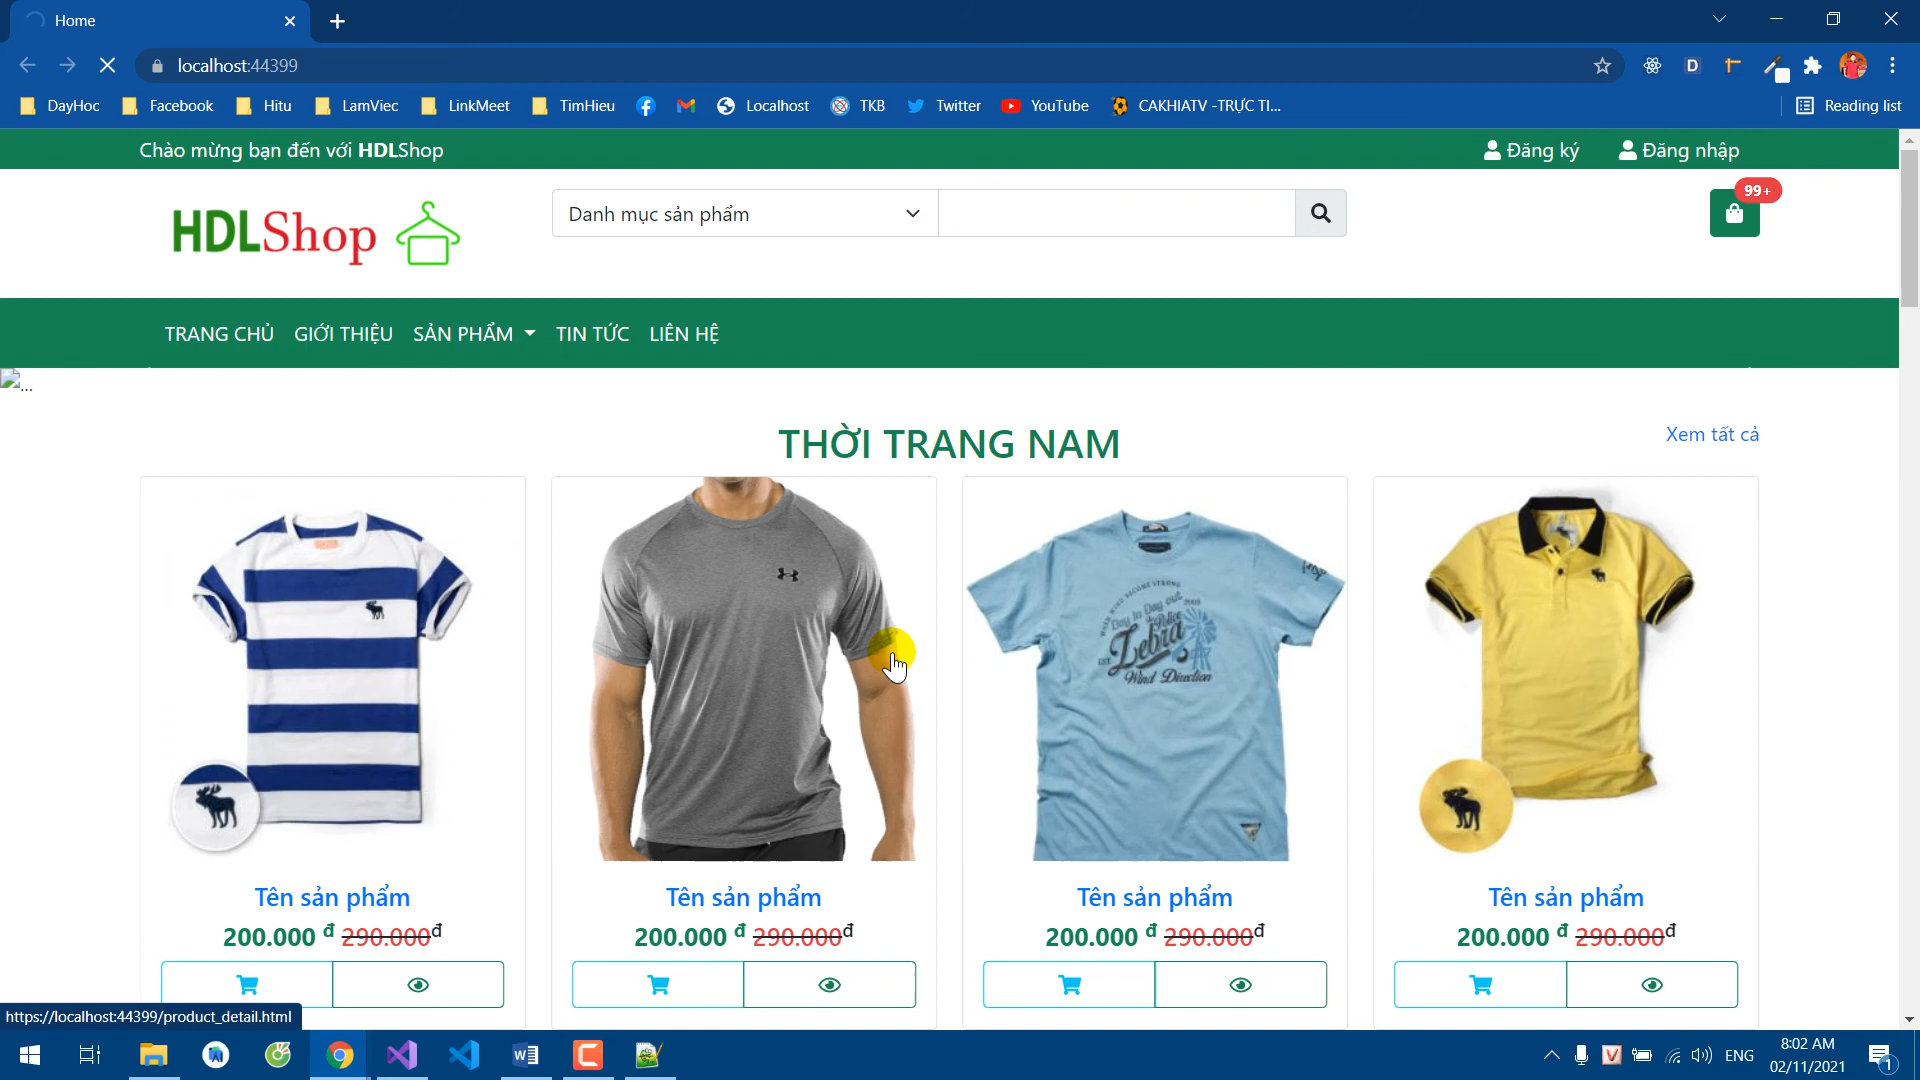 Home
localhost:44399
DayHoc Facebook Hitu LamViec LinkMeet TimHieu Localhost TKB Twitter YouTube CAKHIATV -TRỰC TI... Reading list
Chào mừng bạn đến với HDLShop Đăng ký Đăng nhập
HDLShop Danh mục sản phẩm 99+
TRANG CHỦ GIỚI THIỆU SẢN PHẨM TIN TỨC LIÊN HỆ
...
THỜI TRANG NAM Xem tất cả
Zebra
Wind Direction
Tên sản phẩm Tên sản phẩm Tên sản phẩm Tên sản phẩm
200.000 đ 290.000đ 200.000 đ 290.000đ 200.000 đ 290.000đ 200.000 đ 290.000đ
https://localhost:44399/product_detail.html
ENG 8:02 AM
02/11/2021 1